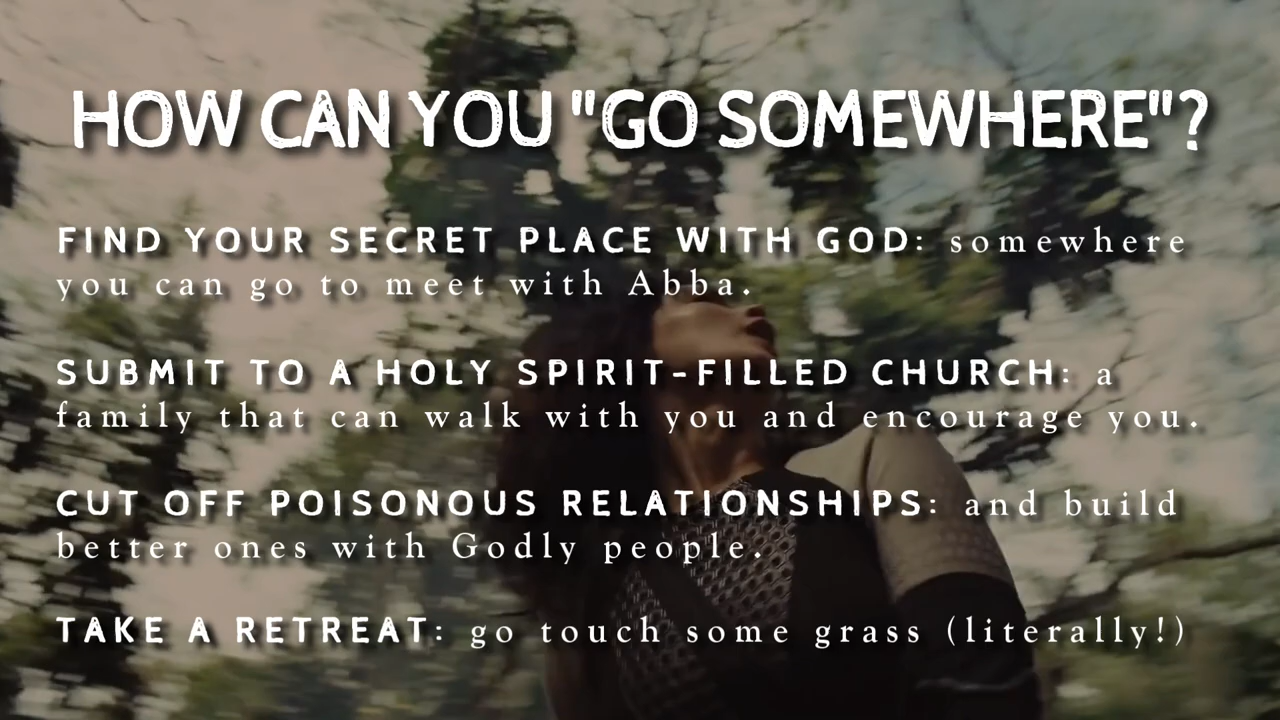 HOW CAN YOU "GO SOMEWHERE"?
FIND YOUR SECRET PLACE WITH GOD: somewhere
you can go to meet with Abba.
SUBMIT TO A HOLY SPIRIT-FILLED CHURCH: a
family that can walk with you and encourage you.
CUT OFF POISONOUS RELATIONSHIPS: and build
better ones with Godly people.
TAKE A RETREAT: go touch some grass (literally!)